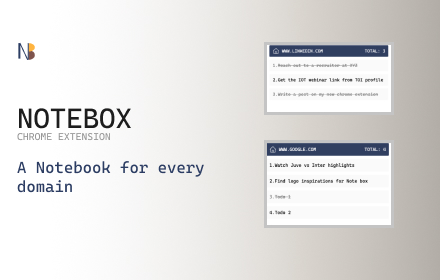 NB
NOTEBOX
CHROME EXTENSION
A Notebook for every
domain
WWW.LINKEDIN.COM TOTAL: 3
1.Reach out to a recruiter at XYZ
2.Get the IOT webinar link from TOI profile
3.Write a post on my new chrome extension
WWW.GOOGLE.COM TOTAL: 4
1.Watch Juve vs Inter highlights
2.Find logo inspirations for Note box
3.Todo 1
4.Todo 2